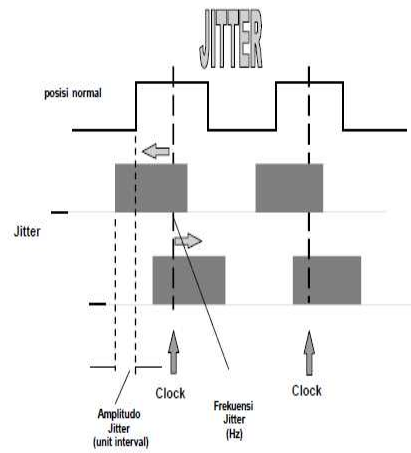 JITTER
posisi normal
Jitter
Clock
Clock
Amplitudo
Jitter
(unit interval)
Frekuensi
Jitter
(Hz)